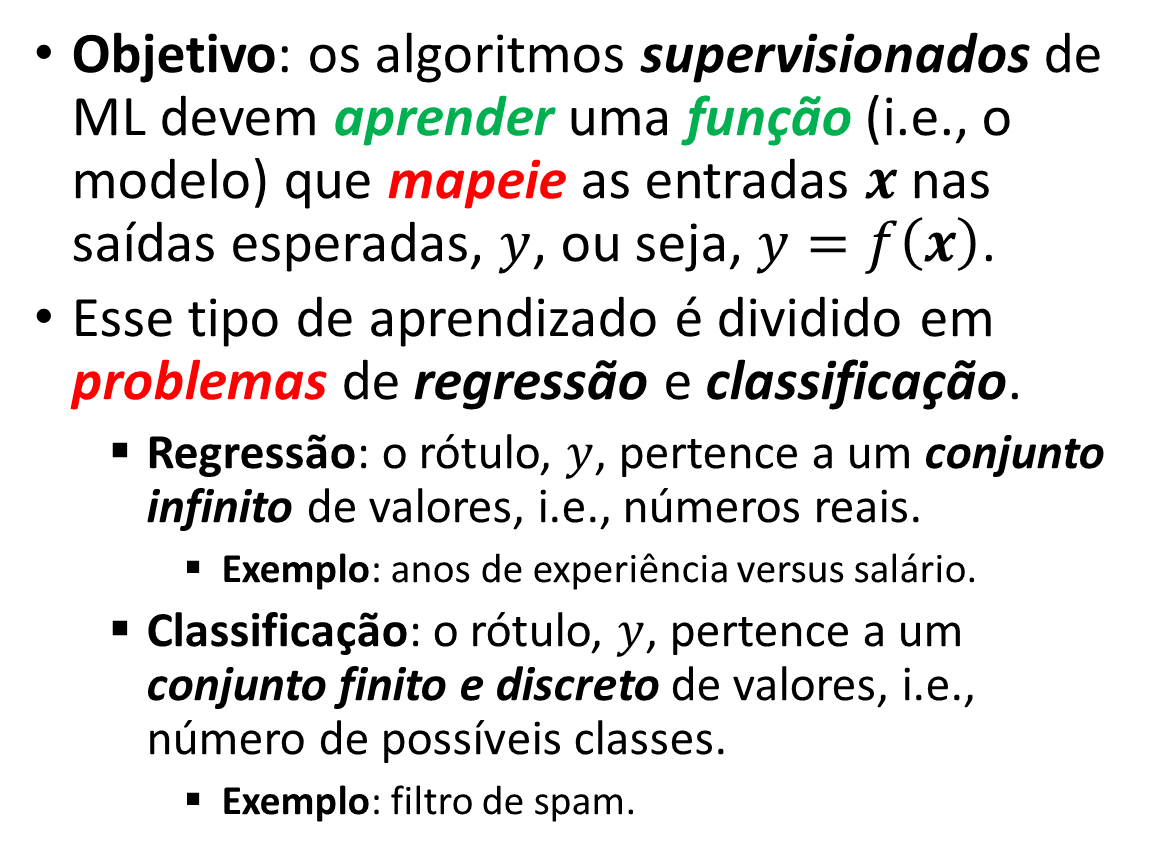 • Objetivo: os algoritmos supervisionados de
ML devem aprender uma função (i.e., o
modelo) que mapeie as entradas x nas
saídas esperadas, y, ou seja, y = f(x).
• Esse tipo de aprendizado é dividido em
problemas de regressão e classificação.
▪ Regressão: o rótulo, y, pertence a um conjunto
infinito de valores, i.e., números reais.
▪ Exemplo: anos de experiência versus salário.
▪ Classificação: o rótulo, y, pertence a um
conjunto finito e discreto de valores, i.e.,
número de possíveis classes.
▪ Exemplo: filtro de spam.